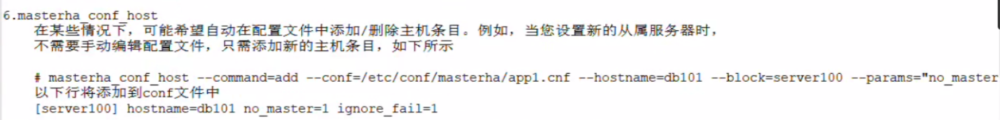 6.masterha_conf_host
在某些情况下，可能希望自动在配置文件中添加/删除主机条目。例如，当您设置新的从属服务器时，
不需要手动编辑配置文件，只需添加新的主机条目，如下所示
# masterha_conf_host --command=add --conf=/etc/conf/masterha/app1.cnf --hostname=db101 --block=server100 --params="no_master
以下行将添加到conf文件中
[server100] hostname=db101 no_master=1 ignore_fail=1